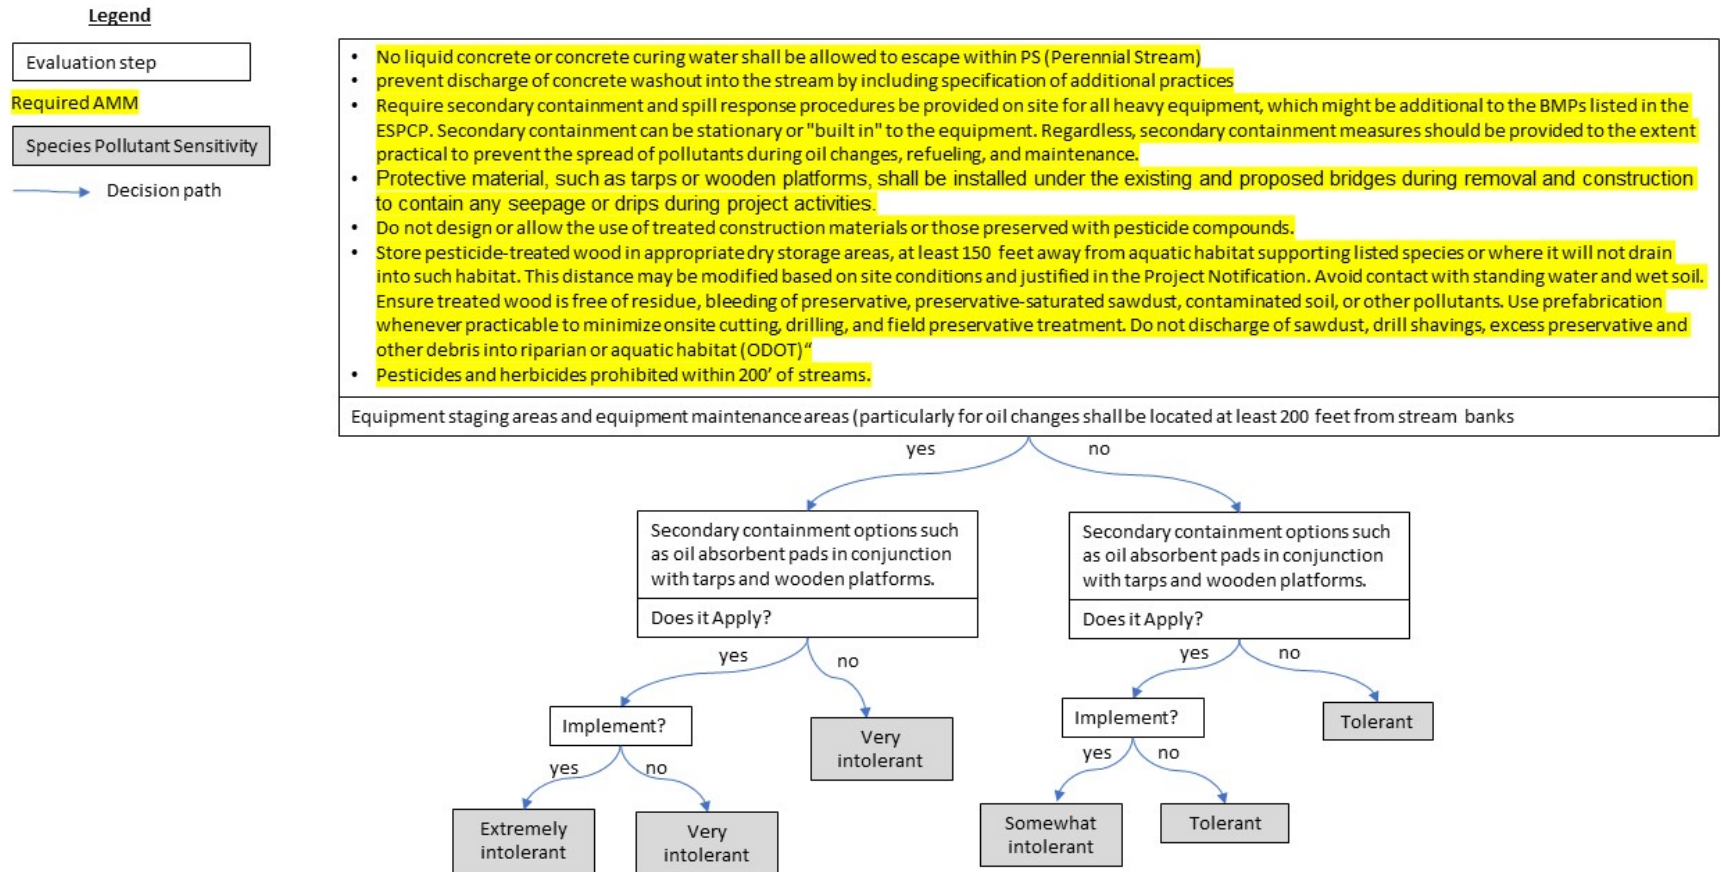 Legend
Evaluation step
Required AMM
Species Pollutant Sensitivity
Decision path
• No liquid concrete or concrete curing water shall be allowed to escape within PS (Perennial Stream)
• prevent discharge of concrete washout into the stream by including specification of additional practices
• Require secondary containment and spill response procedures be provided on site for all heavy equipment, which might be additional to the BMPs listed in the
ESPCP. Secondary containment can be stationary or "built in" to the equipment. Regardless, secondary containment measures should be provided to the extent
practical to prevent the spread of pollutants during oil changes, refueling, and maintenance.
• Protective material, such as tarps or wooden platforms, shall be installed under the existing and proposed bridges during removal and construction
to contain any seepage or drips during project activities.
• Do not design or allow the use of treated construction materials or those preserved with pesticide compounds.
• Store pesticide-treated wood in appropriate dry storage areas, at least 150 feet away from aquatic habitat supporting listed species or where it will not drain
into such habitat. This distance may be modified based on site conditions and justified in the Project Notification. Avoid contact with standing water and wet soil.
Ensure treated wood is free of residue, bleeding of preservative, preservative-saturated sawdust, contaminated soil, or other pollutants. Use prefabrication
whenever practicable to minimize onsite cutting, drilling, and field preservative treatment. Do not discharge of sawdust, drill shavings, excess preservative and
other debris into riparian or aquatic habitat (ODOT)“
• Pesticides and herbicides prohibited within 200’ of streams.
Equipment staging areas and equipment maintenance areas (particularly for oil changes shall be located at least 200 feet from stream banks
yes
no
Secondary containment options such
as oil absorbent pads in conjunction
with tarps and wooden platforms.
Does it Apply?
Secondary containment options such
as oil absorbent pads in conjunction
with tarps and wooden platforms.
Does it Apply?
yes
no
yes
no
Implement?
Very
intolerant
Implement?
Tolerant
yes
no
yes
no
Extremely
intolerant
Very
intolerant
Somewhat
intolerant
Tolerant